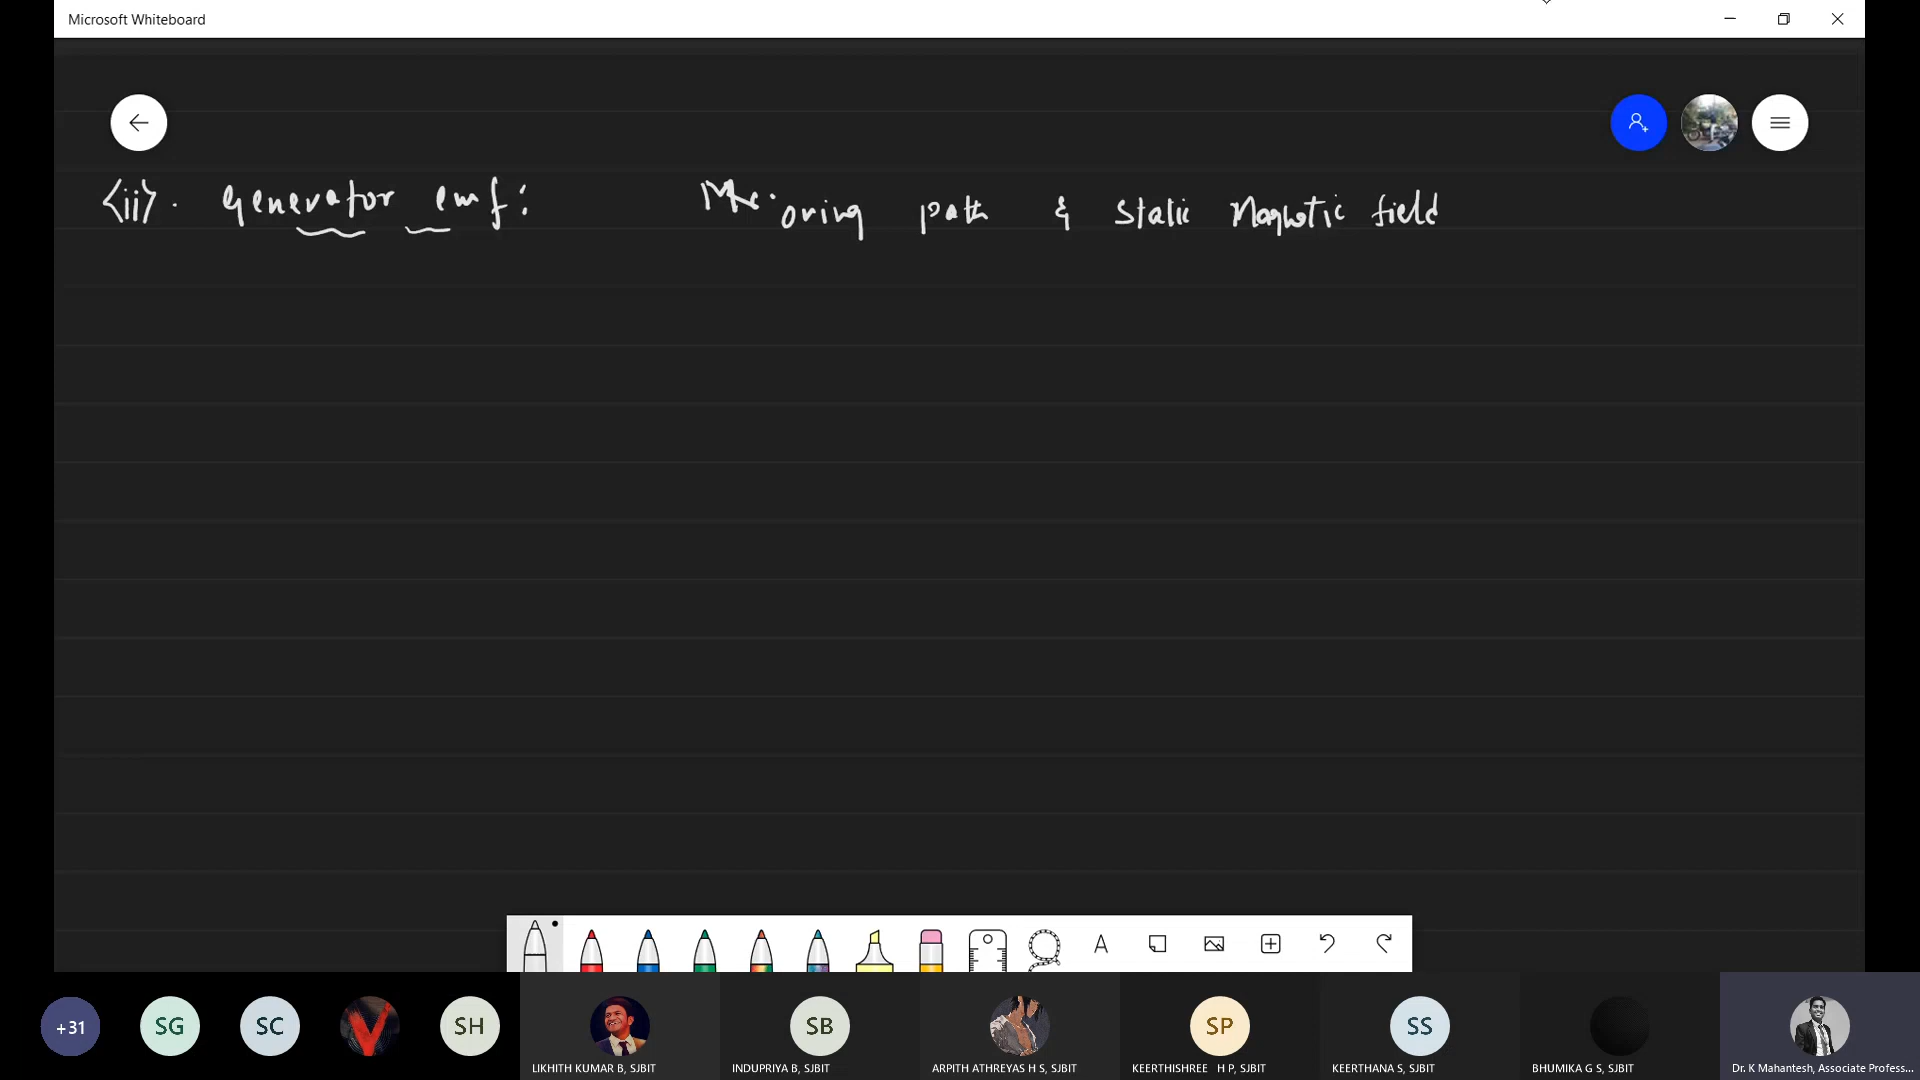 Microsoft Whiteboard
<ii>. Generator emf: oving path & static Magnetic field
A
+31
SG
SC
SH
SB
SP
SS
LIKHITH KUMAR B, SJBIT
INDUPRIYA B, SJBIT
ARPITH ATHREYAS H S, SJBIT
KEERTHISHREE H P, SJBIT
KEERTHANA S, SJBIT
BHUMIKA G S, SJBIT
Dr. K Mahantesh, Associate Profess...